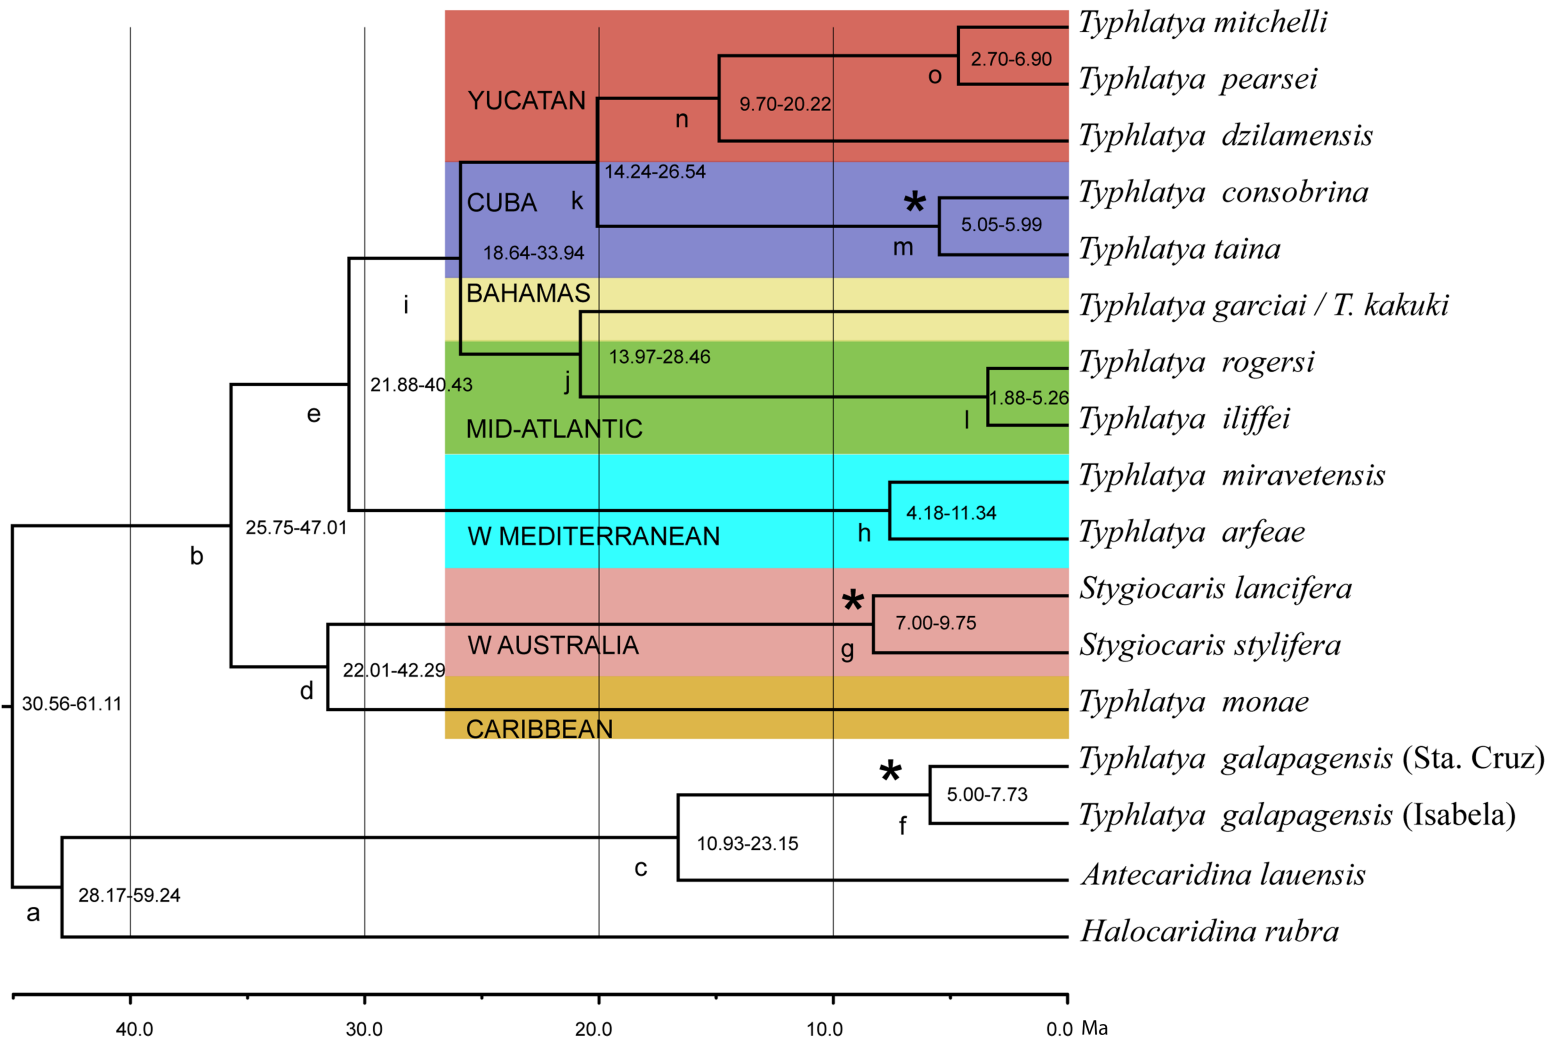 Typhlatya mitchelli
2.70-6.90
o
Typhlatya pearsei
YUCATAN
9.70-20.22
n
Typhlatya dzilamensis
14.24-26.54
CUBA
k
*
Typhlatya consobrina
5.05-5.99
m
Typhlatya taina
18.64-33.94
BAHAMAS
i
Typhlatya garciai / T. kakuki
13.97-28.46
Typhlatya rogersi
21.88-40.43
j
1.88-5.26
e
l
Typhlatya iliffei
MID-ATLANTIC
Typhlatya miravetensis
4.18-11.34
25.75-47.01
W MEDITERRANEAN
h
Typhlatya arfeae
b
*
Stygiocaris lancifera
7.00-9.75
W AUSTRALIA
g
Stygiocaris stylifera
22.01-42.29
d
30.56-61.11
Typhlatya monae
CARIBBEAN
*
Typhlatya galapagensis (Sta. Cruz)
5.00-7.73
f
Typhlatya galapagensis (Isabela)
10.93-23.15
c
Antecaridina lauensis
28.17-59.24
a
Halocaridina rubra
40.0 30.0 20.0 10.0 0.0 Ma